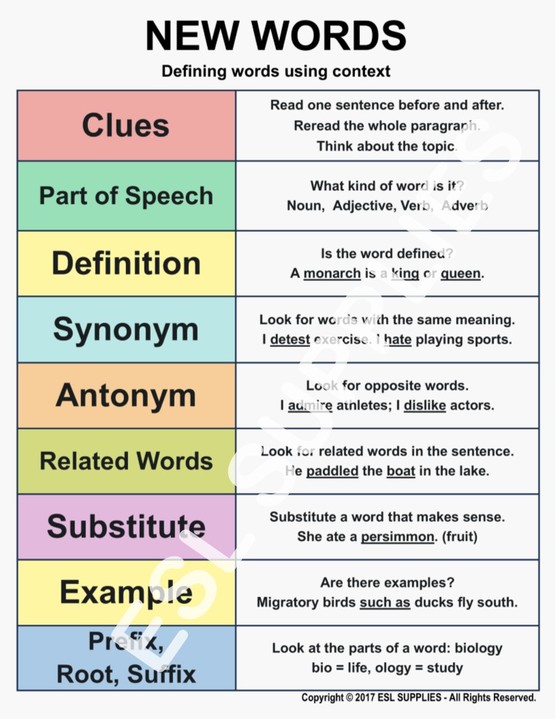 NEW WORDS
Defining words using context
Clues
Read one sentence before and after.
Reread the whole paragraph.
Think about the topic.
Part of Speech
What kind of word is it?
Noun, Adjective, Verb, Adverb
Definition
Is the word defined?
A monarch is a king or queen.
Synonym
Look for words with the same meaning.
I detest exercise. I hate playing sports.
Antonym
Look for opposite words.
I admire athletes; I dislike actors.
Related Words
Look for related words in the sentence.
He paddled the boat in the lake.
Substitute
Substitute a word that makes sense.
She ate a persimmon. (fruit)
Example
Are there examples?
Migratory birds such as ducks fly south.
Prefix,
Root, Suffix
Look at the parts of a word: biology
bio = life, ology = study
Copyright © 2017 ESL SUPPLIES - All Rights Reserved.
ESL SUPPLIES